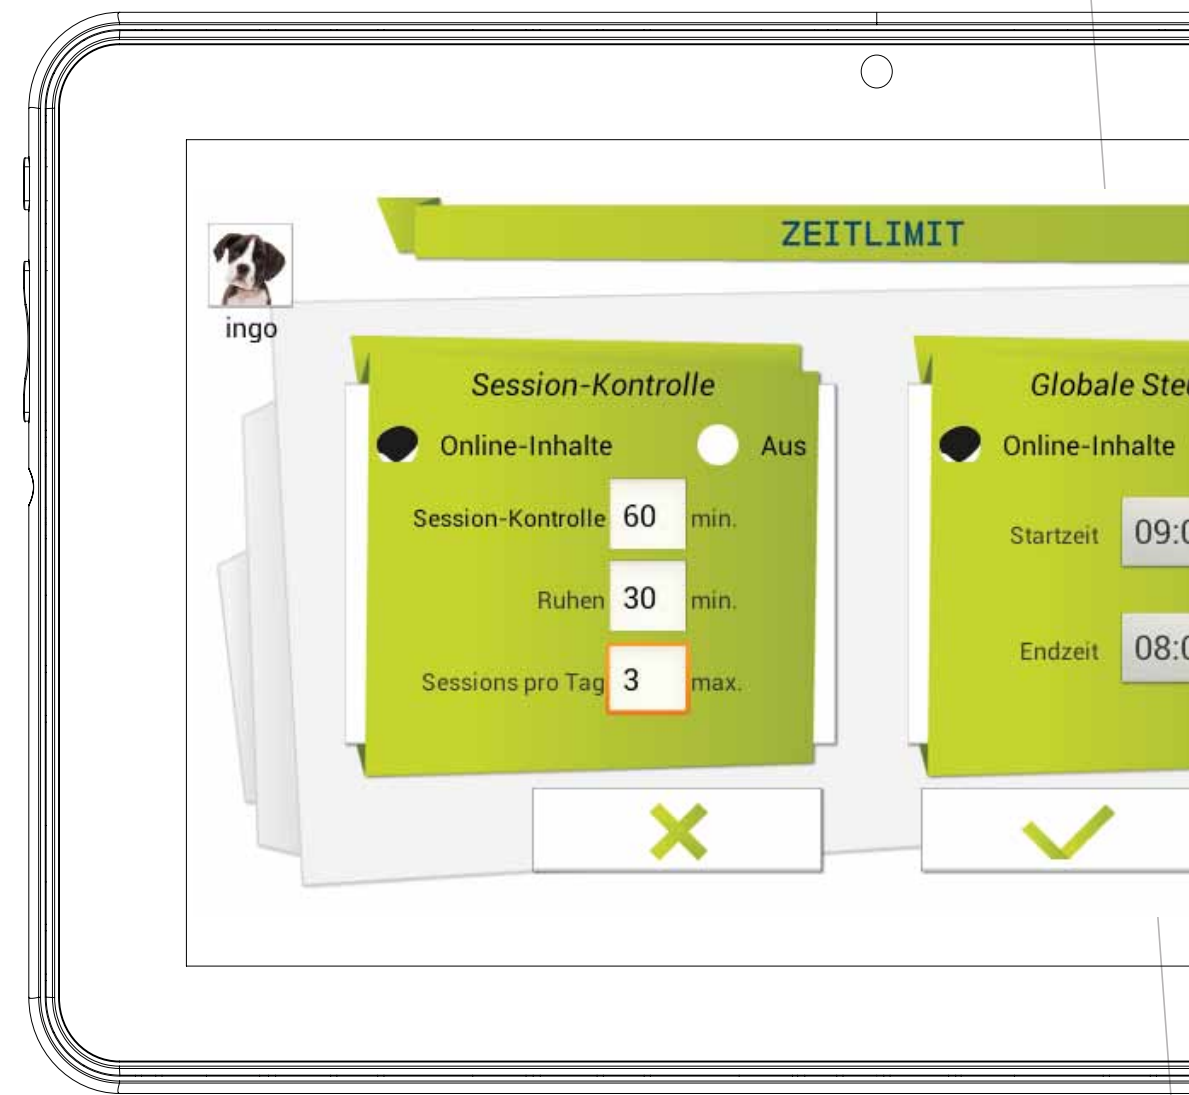 ZEITLIMIT
ingo
Session-Kontrolle
Online-Inhalte Aus
Session-Kontrolle 60 min.
Ruhen 30 min.
Sessions pro Tag 3 max.
Globale
Online-Inhalte
Startzeit
Endzeit